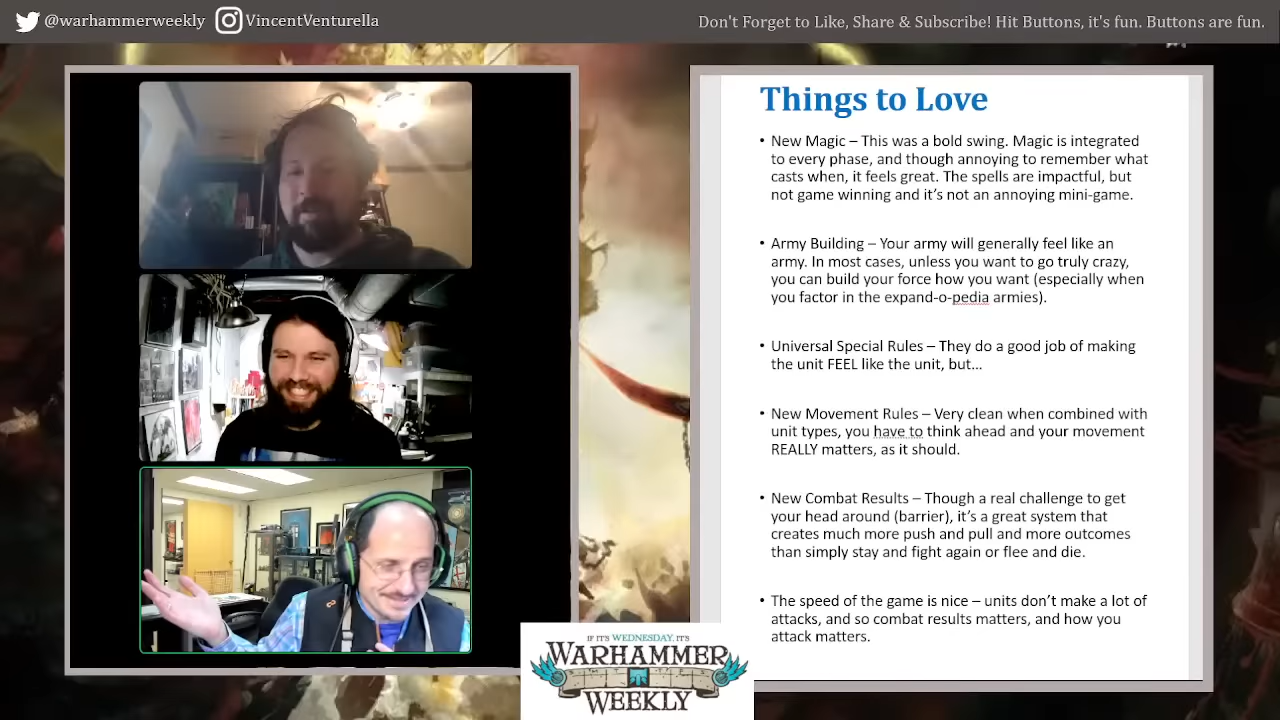 @warhammerweekly VincentVenturella
Don't Forget to Like, Share & Subscribe! Hit Buttons, it's fun. Buttons are fun.
Things to Love
• New Magic – This was a bold swing. Magic is integrated
to every phase, and though annoying to remember what
casts when, it feels great. The spells are impactful, but
not game winning and it's not an annoying mini-game.
• Army Building – Your army will generally feel like an
army. In most cases, unless you want to go truly crazy,
you can build your force how you want (especially when
you factor in the expand-o-pedia armies).
• Universal Special Rules – They do a good job of making
the unit FEEL like the unit, but…
• New Movement Rules – Very clean when combined with
unit types, you have to think ahead and your movement
REALLY matters, as it should.
• New Combat Results – Though a real challenge to get
your head around (barrier), it's a great system that
creates much more push and pull and more outcomes
than simply stay and fight again or flee and die.
• The speed of the game is nice – units don't make a lot of
attacks, and so combat results matters, and how you
attack matters.
IF IT'S WEDNESDAY, IT'S
WARHAMMER
WEEKLY